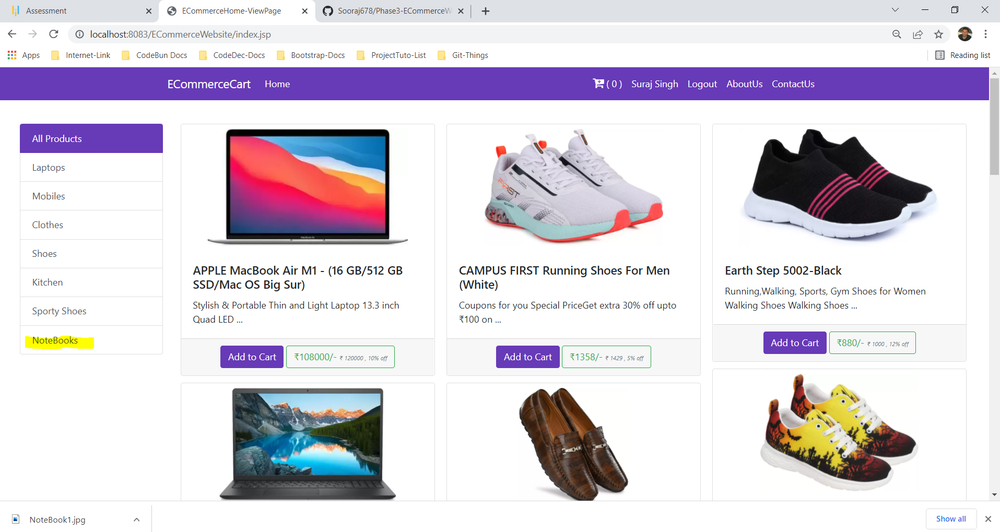 Assessment
ECommerceHome-ViewPage
Sooraj678/Phase3-ECommerceW
localhost:8083/ECommerceWebsite/index.jsp
Apps
Internet-Link
CodeBun Docs
CodeDec-Docs
Bootstrap-Docs
ProjectTuto-List
Git-Things
Reading list
ECommerceCart
Home
( 0 )
Suraj Singh
Logout
AboutUs
ContactUs
All Products
Laptops
Mobiles
Clothes
Shoes
Kitchen
Sporty Shoes
NoteBooks
MacBook Air
APPLE MacBook Air M1 - (16 GB/512 GB
SSD/Mac OS Big Sur)
Stylish & Portable Thin and Light Laptop 13.3 inch
Quad LED ...
Add to Cart
₹108000/- ₹ 120000 , 10% off
FIRST
CAMPUS FIRST Running Shoes For Men
(White)
Coupons for you Special PriceGet extra 30% off upto
₹100 on ...
Add to Cart
₹1358/- ₹ 1429 , 5% off
Earth Step 5002-Black
Running,Walking, Sports, Gym Shoes for Women
Walking Shoes Walking Shoes ...
Add to Cart
₹880/- ₹ 1000 , 12% off
NoteBook1.jpg
Show all